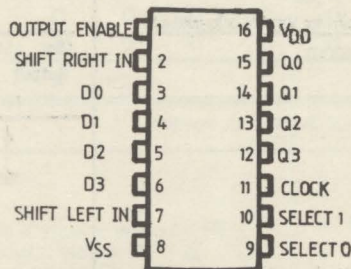 OUTPUT ENABLE 1 16 VDD
SHIFT RIGHT IN 2 15 Q0
D0 3 14 Q1
D1 4 13 Q2
D2 5 12 Q3
D3 6 11 CLOCK
SHIFT LEFT IN 7 10 SELECT 1
VSS 8 9 SELECT 0